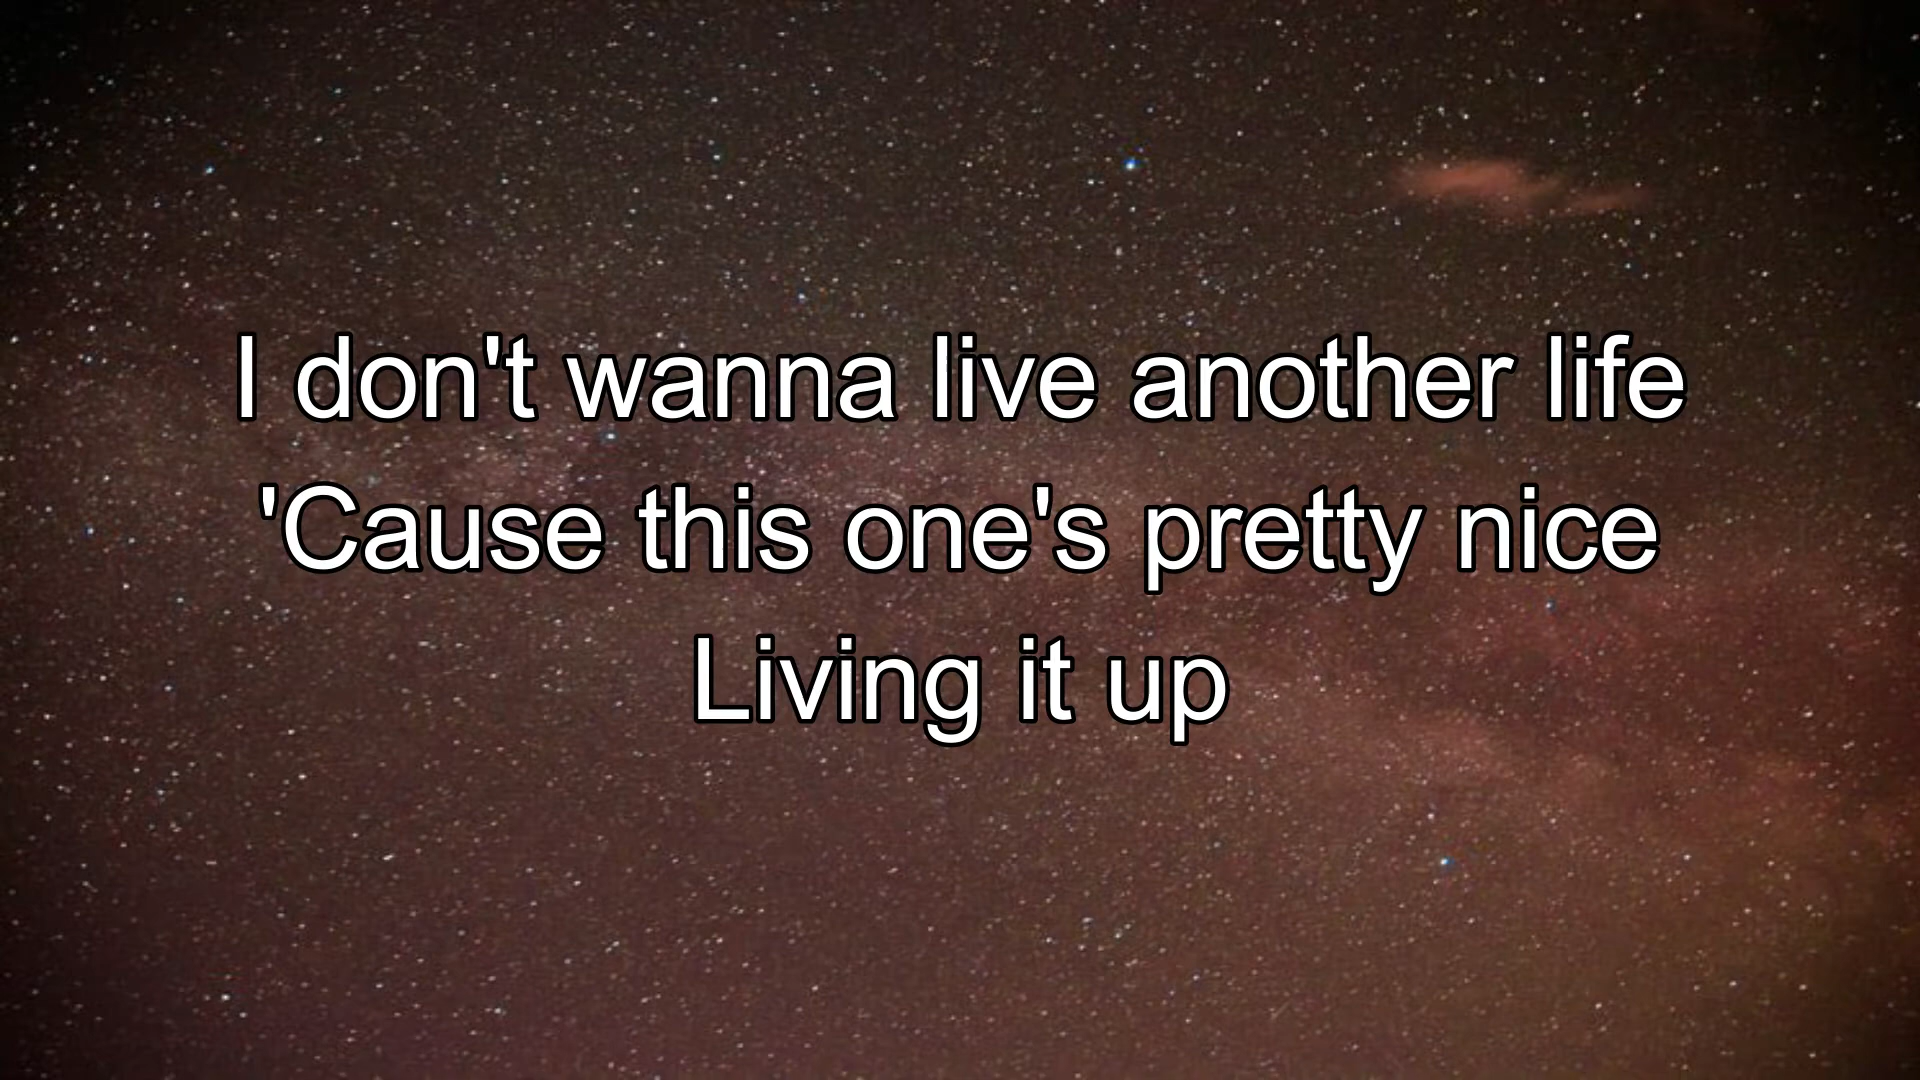 I don't wanna live another life
'Cause this one's pretty nice
Living it up